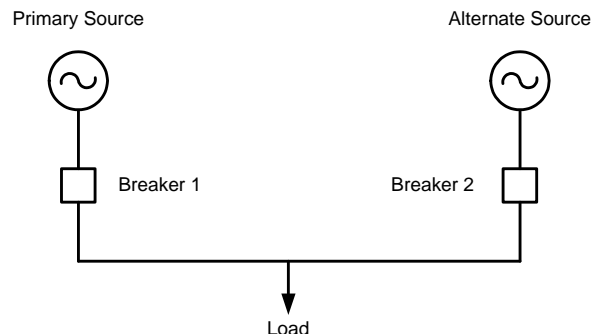 Primary Source
Alternate Source
Breaker 1
Breaker 2
Load